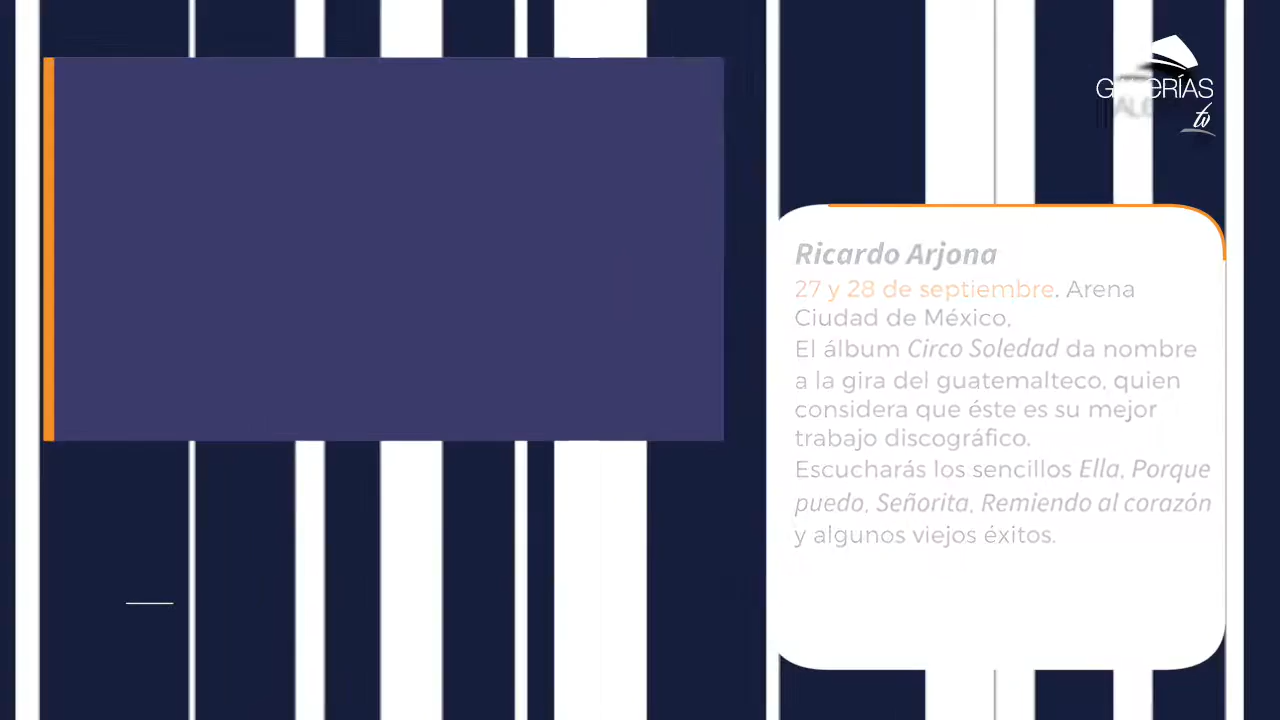 GALERÍAS
tv
Ricardo Arjona
27 y 28 de septiembre. Arena
Ciudad de México,
El álbum Circo Soledad da nombre
a la gira del guatemalteco, quien
considera que éste es su mejor
trabajo discográfico.
Escucharás los sencillos Ella, Porque
puedo, Señorita, Remiendo al corazón
y algunos viejos éxitos.